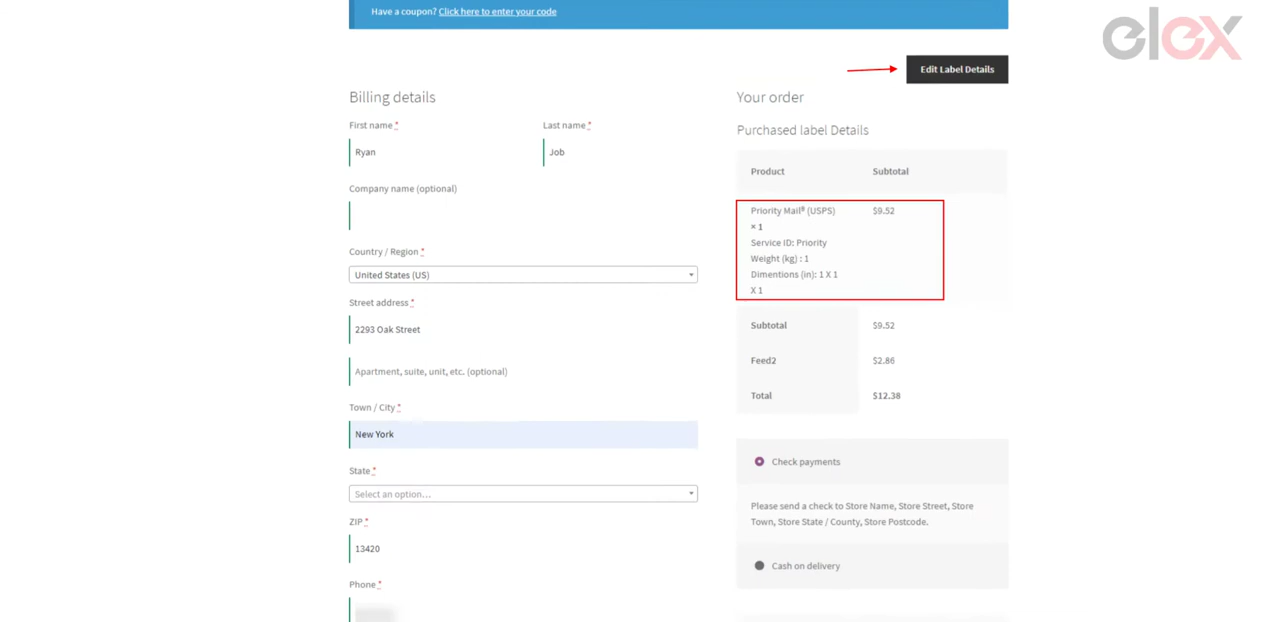 Have a coupon? Click here to enter your code
elex
Edit Label Details
Billing details
First name *
Last name *
Ryan
Job
Company name (optional)
Country / Region *
United States (US)
Street address *
2293 Oak Street
Apartment, suite, unit, etc. (optional)
Town / City *
New York
State *
Select an option...
ZIP *
13420
Phone *
Your order
Purchased label Details
Product Subtotal
Priority Mail® (USPS) $9.52
× 1
Service ID: Priority
Weight (kg) : 1
Dimentions (in): 1 X 1
X 1
Subtotal $9.52
Feed2 $2.86
Total $12.38
Check payments
Please send a check to Store Name, Store Street, Store
Town, Store State / County, Store Postcode.
Cash on delivery